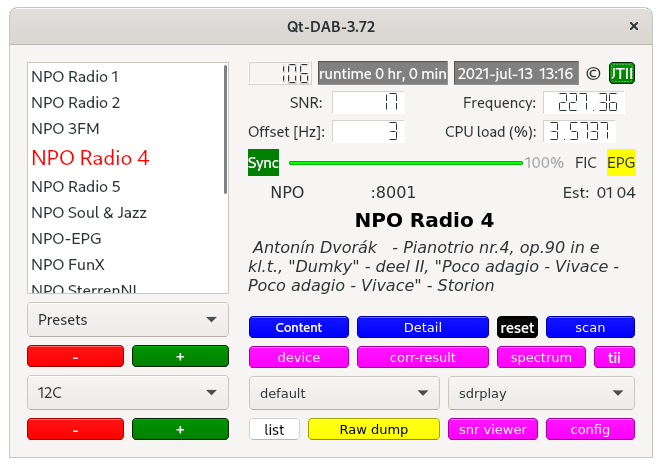 Qt-DAB-3.72
×
NPO Radio 1
NPO Radio 2
NPO 3FM
NPO Radio 4
NPO Radio 5
NPO Soul & Jazz
NPO-EPG
NPO FunX
NPO SterrenNL
Presets
- +
12C
- +
106 runtime 0 hr, 0 min 2021-jul-13 13:16 © UTII
SNR: 17 Frequency: 227.36
Offset [Hz]: 3 CPU load (%): 3.5737
Sync 100% FIC EPG
NPO :8001 Est: 01 04
NPO Radio 4
Antonín Dvorák - Pianotrio nr.4, op.90 in e
kl.t., "Dumky" - deel II, "Poco adagio - Vivace -
Poco adagio - Vivace" - Storion
Content Detail reset scan
device corr-result spectrum tii
default sdrplay
list Raw dump snr viewer config